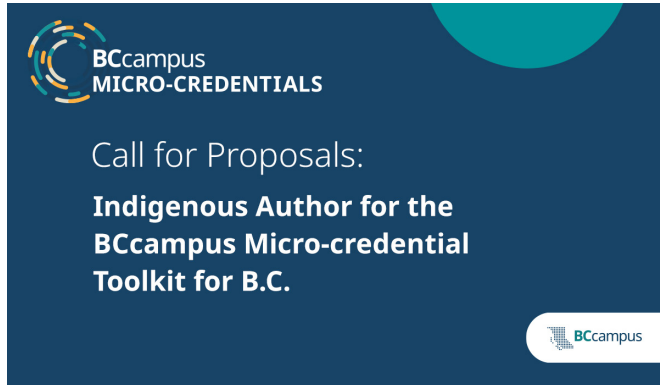 BCcampus
MICRO-CREDENTIALS
Call for Proposals:
Indigenous Author for the
BCcampus Micro-credential
Toolkit for B.C.
BCcampus